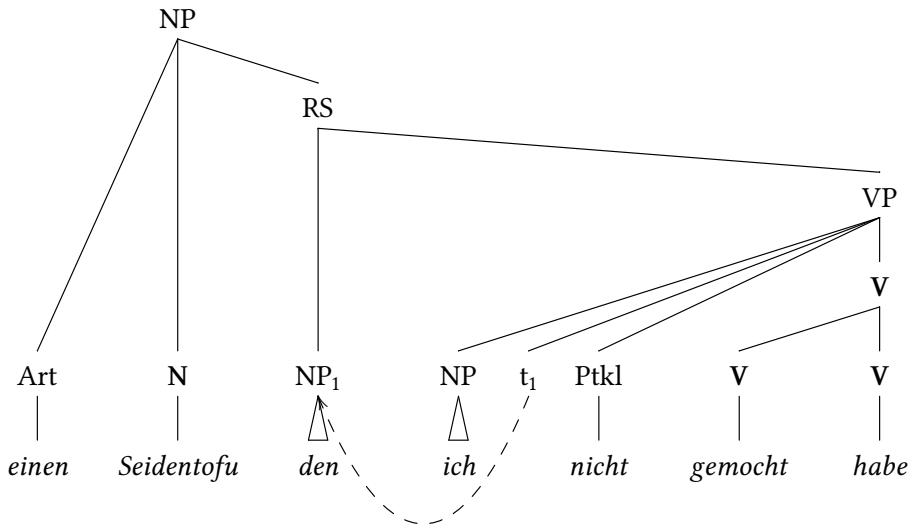 NP
RS
VP
V
Art N NP₁ NP t₁ Ptkl V V
einen Seidentofu den ich nicht gemocht habe